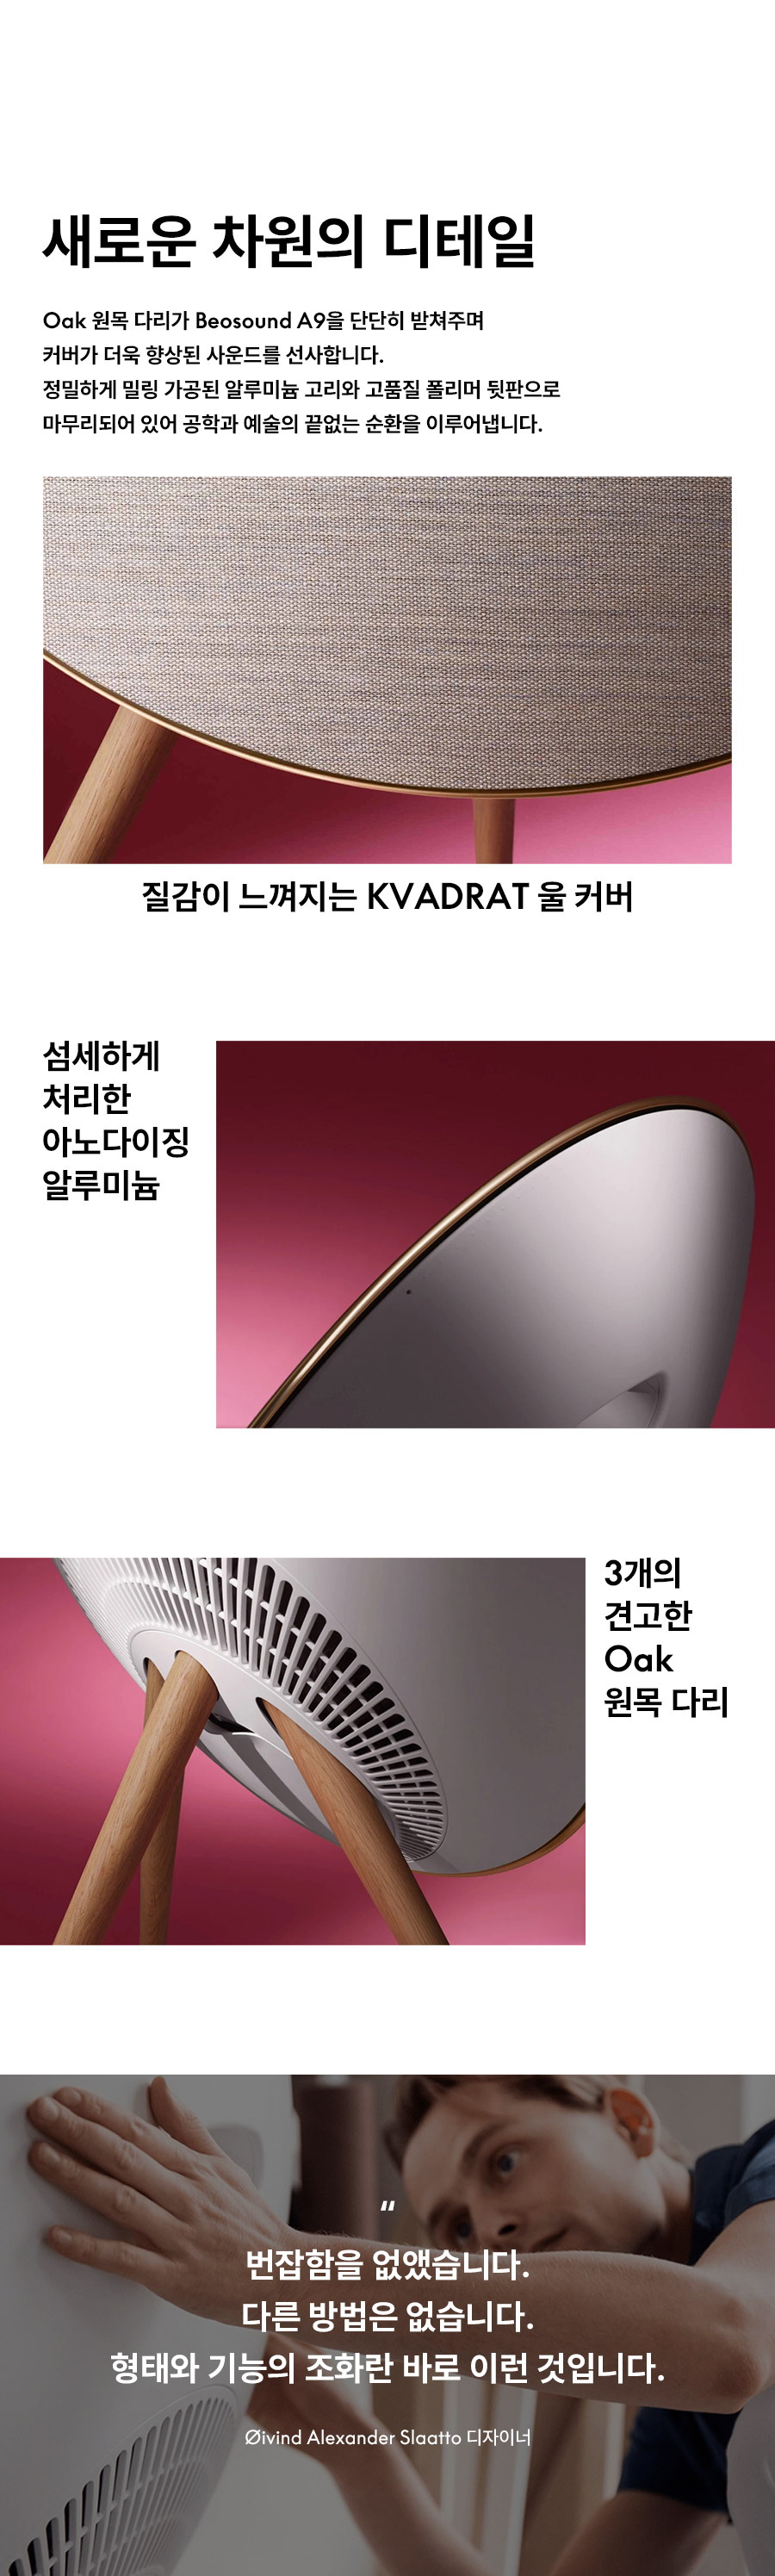 새로운 차원의 디테일
Oak 원목 다리가 Beosound A9을 단단히 받쳐주며
커버가 더욱 향상된 사운드를 선사합니다.
정밀하게 밀링 가공된 알루미늄 고리와 고품질 폴리머 뒷판으로
마무리되어 있어 공학과 예술의 끝없는 순환을 이루어냅니다.
질감이 느껴지는 KVADRAT 울 커버
섬세하게
처리한
아노다이징
알루미늄
3개의
견고한
Oak
원목 다리
“
번잡함을 없앴습니다.
다른 방법은 없습니다.
형태와 기능의 조화란 바로 이런 것입니다.
Øivind Alexander Slaatto 디자이너